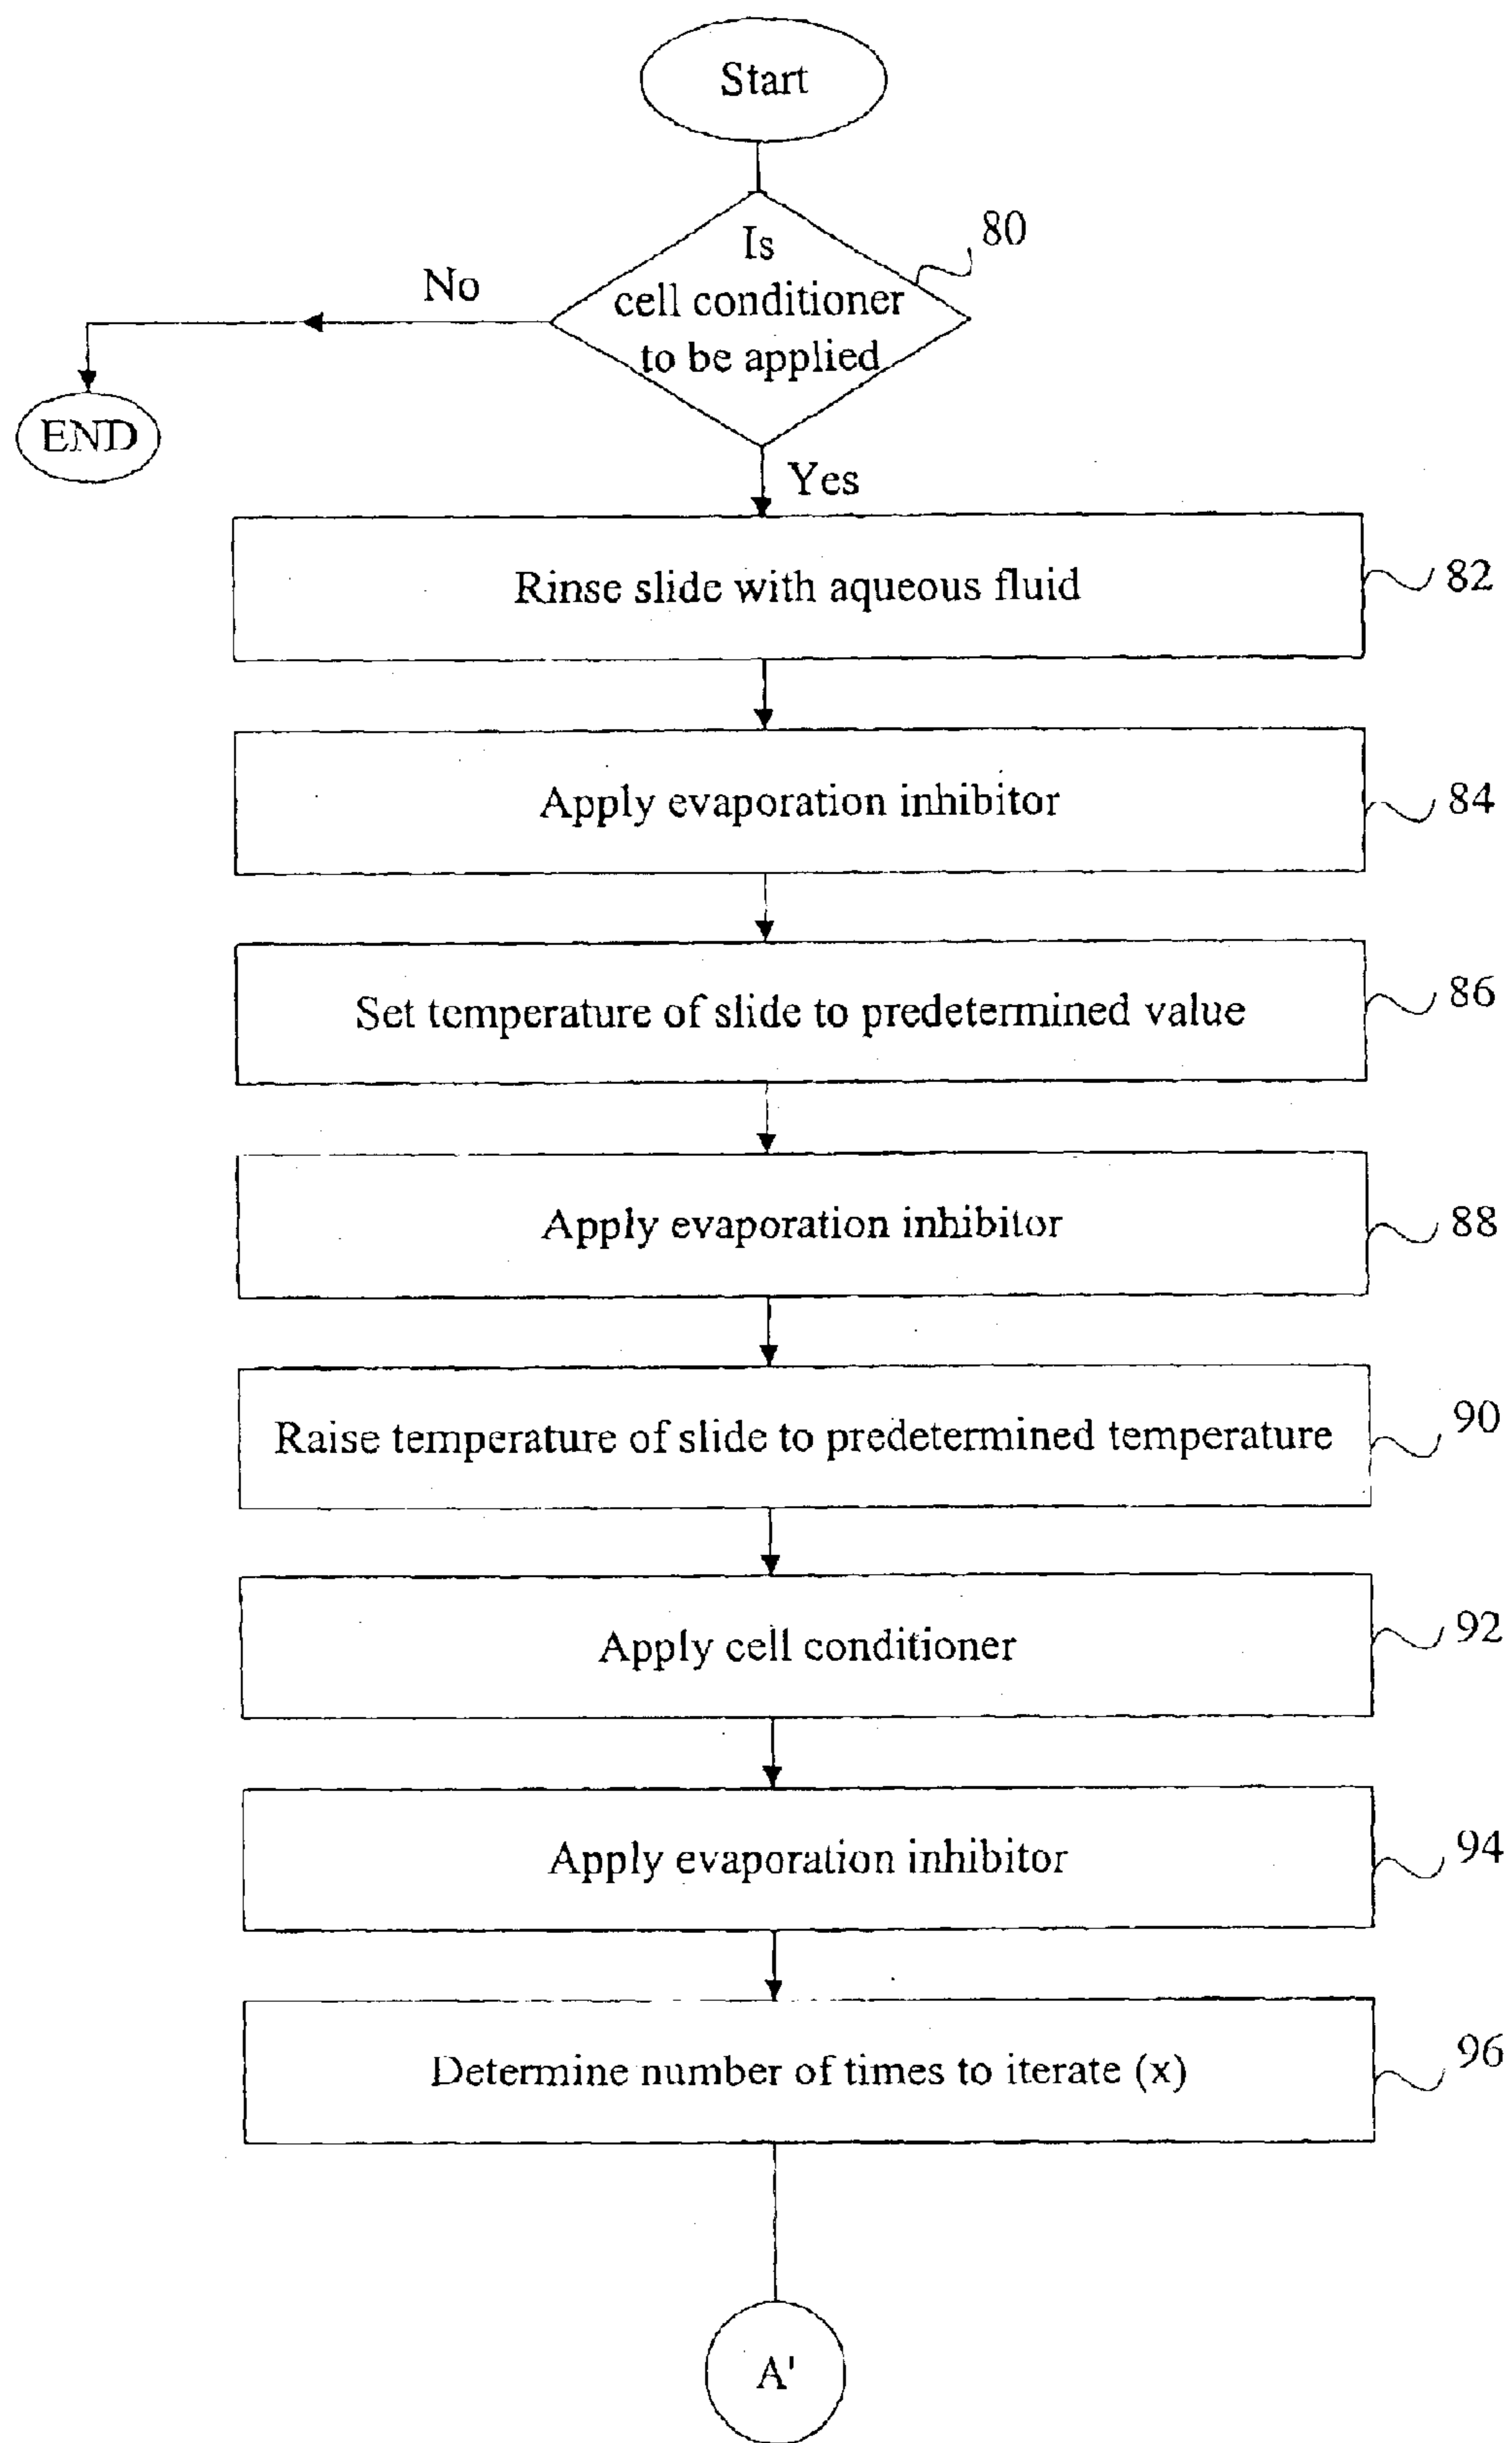 Start
Is
cell conditioner
to be applied
80
No
END
Yes
Rinse slide with aqueous fluid
82
Apply evaporation inhibitor
84
Set temperature of slide to predetermined value
86
Apply evaporation inhibitor
88
Raise temperature of slide to predetermined temperature
90
Apply cell conditioner
92
Apply evaporation inhibitor
94
Determine number of times to iterate (x)
96
A'